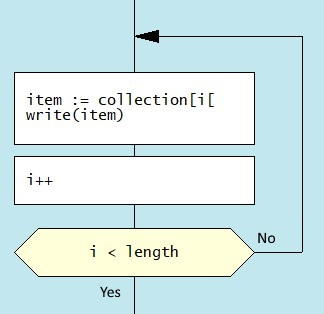 item := collection[i[
write(item)
i++
i < length
No
Yes